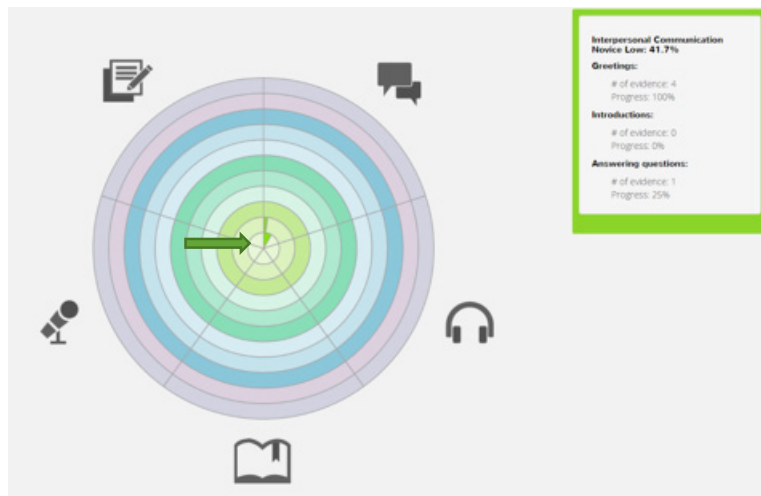 Interpersonal Communication
Novice Low: 41.7%
Greetings:
# of evidence: 4
Progress: 100%
Introductions:
# of evidence: 0
Progress: 0%
Answering questions:
# of evidence: 1
Progress: 25%